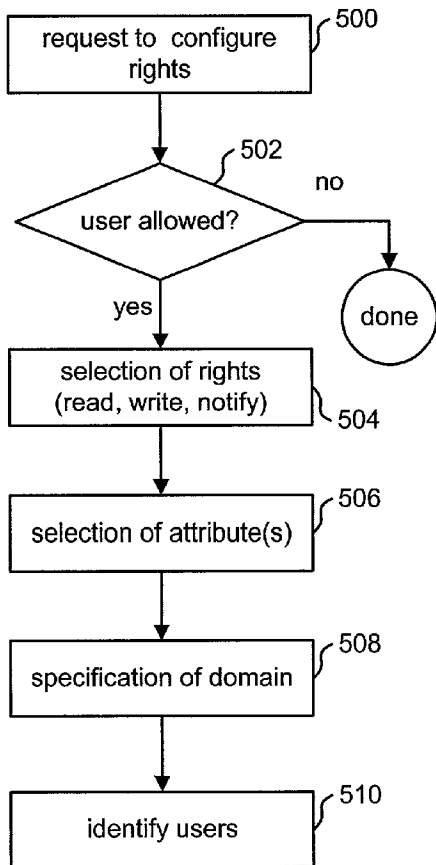 request to configure
rights
500
502
user allowed?
no
yes
done
selection of rights
(read, write, notify)
504
selection of attribute(s)
506
specification of domain
508
identify users
510